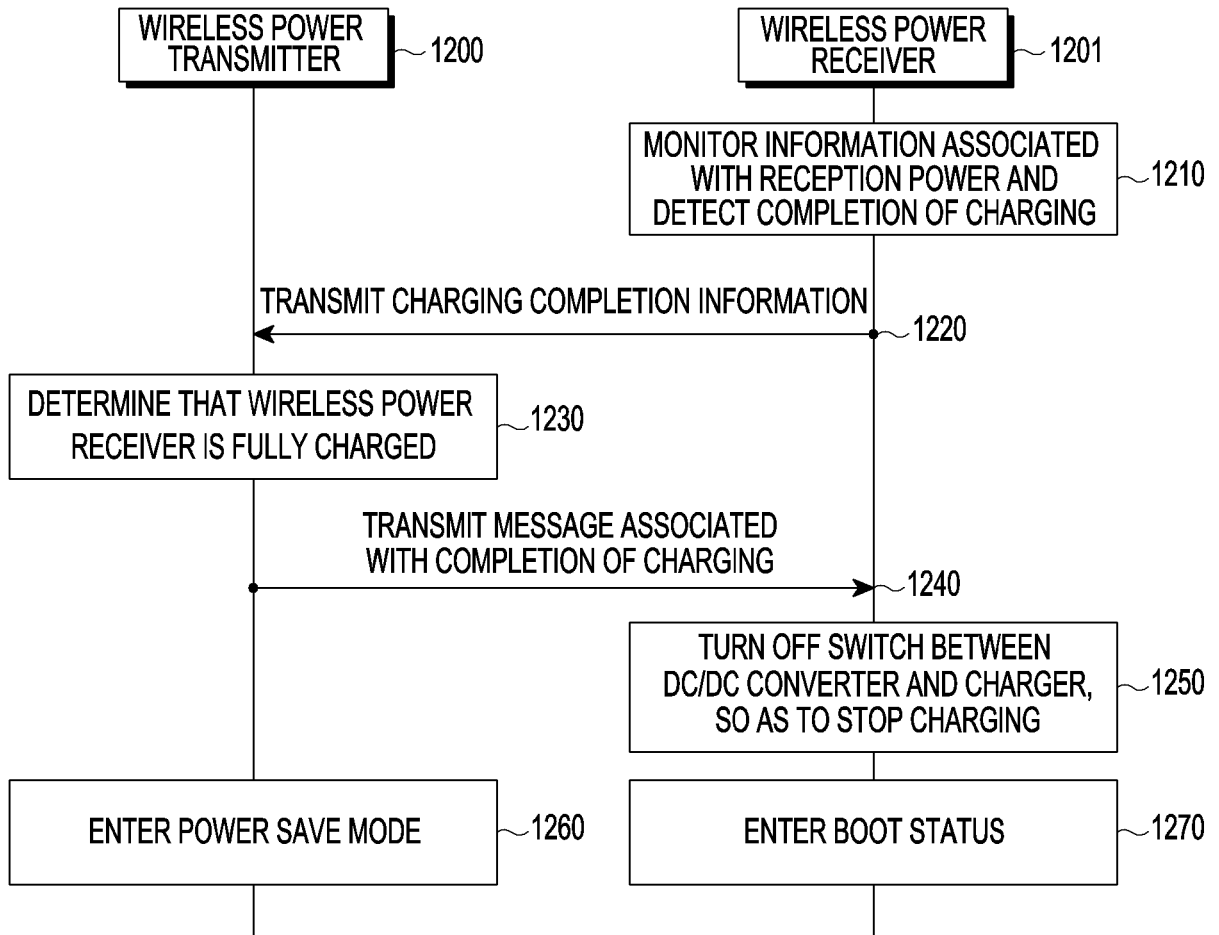 WIRELESS POWER
TRANSMITTER
1200
WIRELESS POWER
RECEIVER
1201
MONITOR INFORMATION ASSOCIATED
WITH RECEPTION POWER AND
DETECT COMPLETION OF CHARGING
1210
TRANSMIT CHARGING COMPLETION INFORMATION
1220
DETERMINE THAT WIRELESS POWER
RECEIVER IS FULLY CHARGED
1230
TRANSMIT MESSAGE ASSOCIATED
WITH COMPLETION OF CHARGING
1240
TURN OFF SWITCH BETWEEN
DC/DC CONVERTER AND CHARGER,
SO AS TO STOP CHARGING
1250
ENTER POWER SAVE MODE
1260
ENTER BOOT STATUS
1270